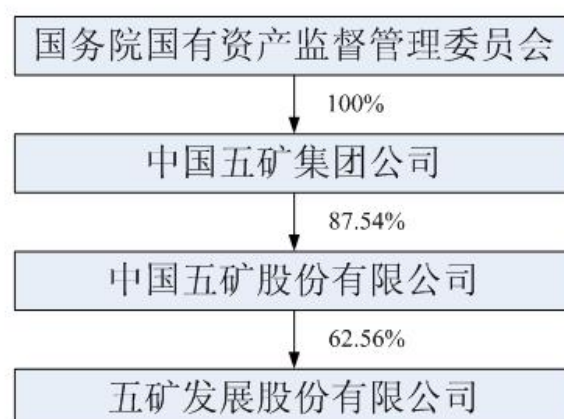 国务院国有资产监督管理委员会
100%
中国五矿集团公司
87.54%
中国五矿股份有限公司
62.56%
五矿发展股份有限公司